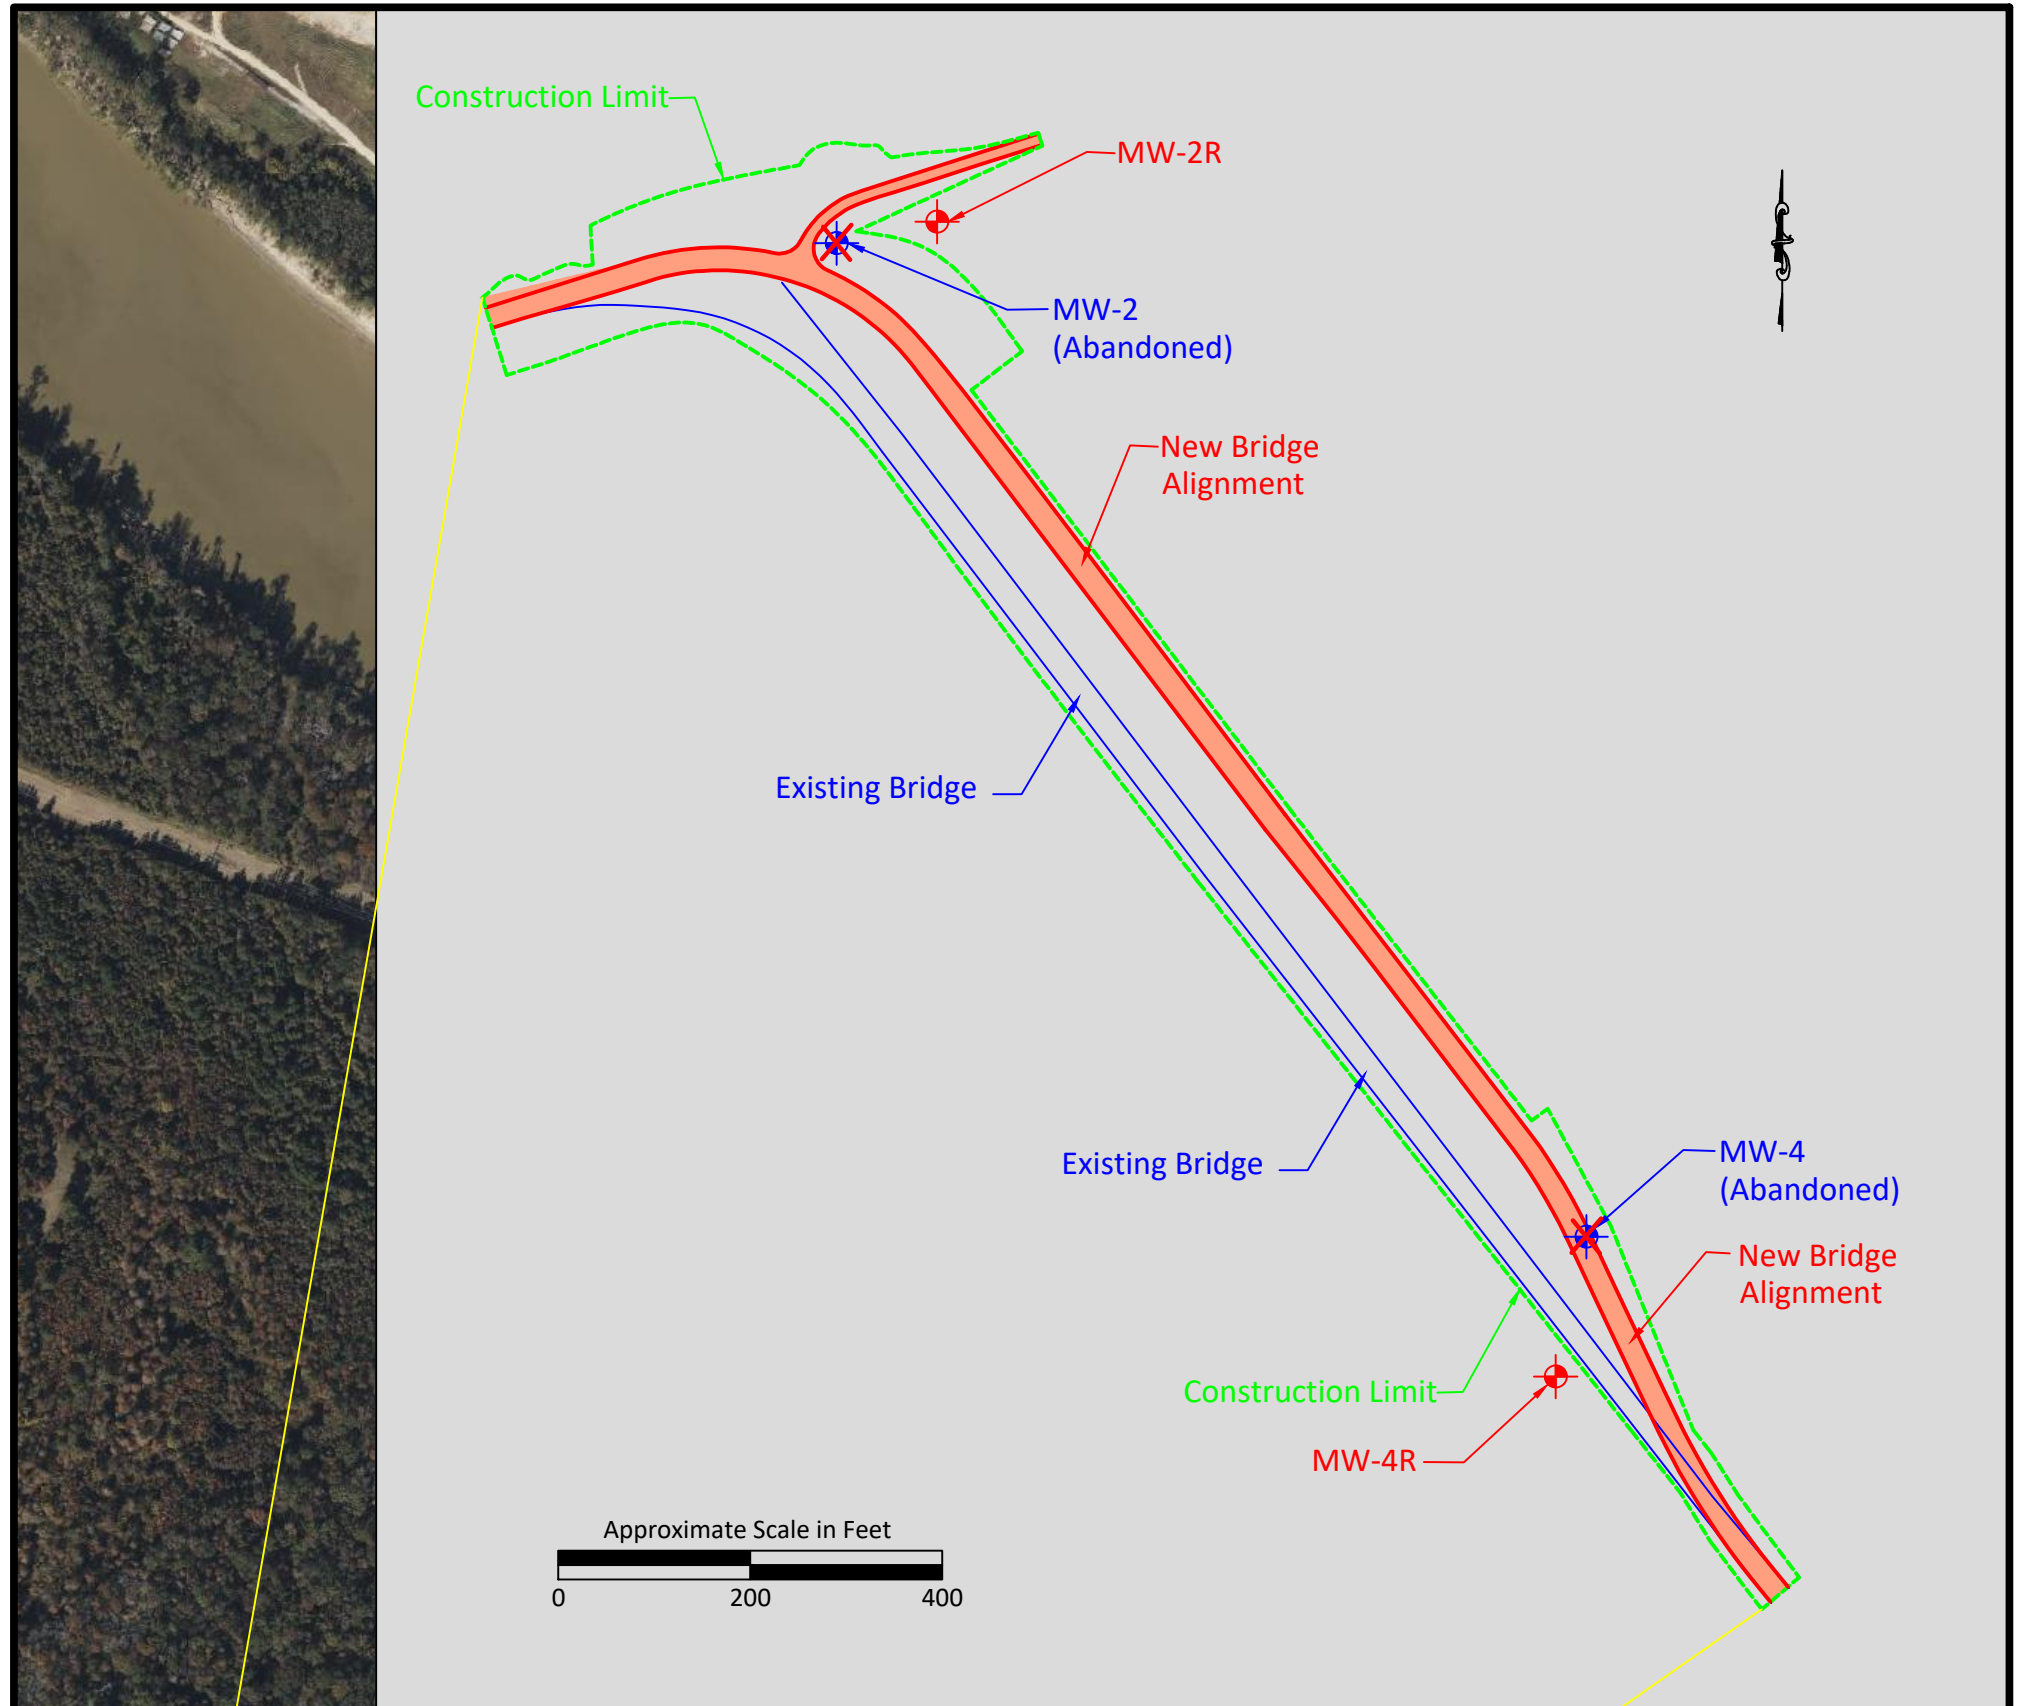 Construction Limit
MW-2R
MW-2
(Abandoned)
New Bridge
Alignment
Existing Bridge
Existing Bridge
MW-4
(Abandoned)
New Bridge
Alignment
Construction Limit
MW-4R
Approximate Scale in Feet
0 200 400